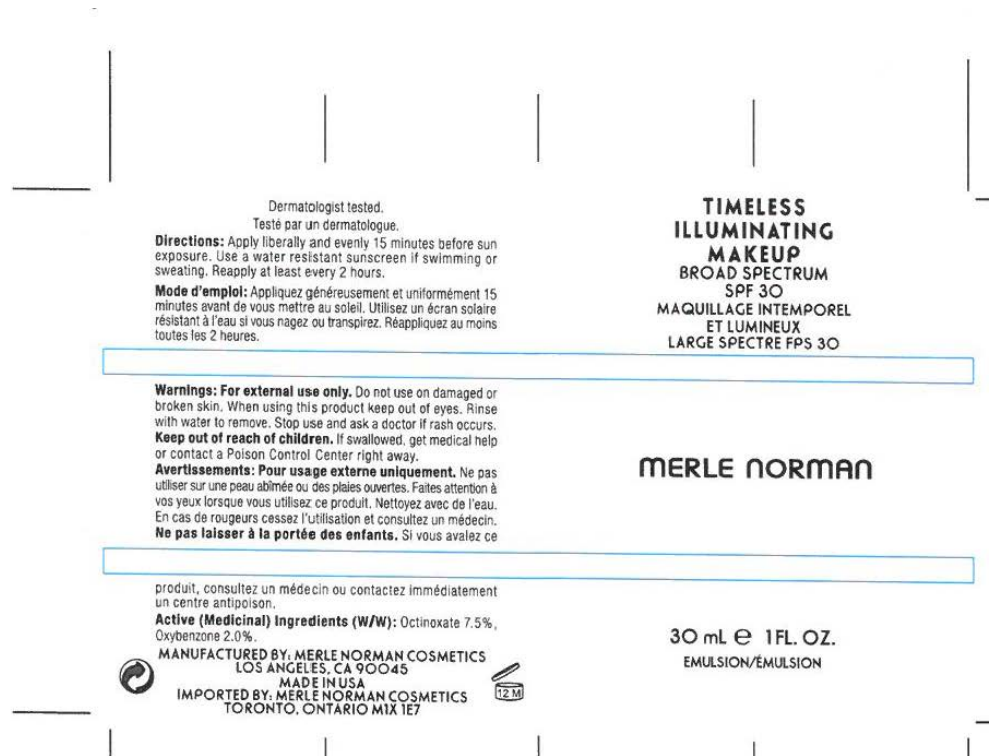 Dermatologist tested.
Testé par un dermatologue.
Directions: Apply liberally and evenly 15 minutes before sun
exposure. Use a water resistant sunscreen if swimming or
sweating. Reapply at least every 2 hours.
Mode d'emploi: Appliquez généreusement et uniformément 15
minutes avant de vous mettre au soleil. Utilisez un écran solaire
résistant à l'eau si vous nagez ou transpirez. Réappliquez au moins
toutes les 2 heures.
Warnings: For external use only. Do not use on damaged or
broken skin. When using this product keep out of eyes. Rinse
with water to remove. Stop use and ask a doctor if rash occurs.
Keep out of reach of children. If swallowed, get medical help
or contact a Poison Control Center right away.
Avertissements: Pour usage externe uniquement. Ne pas
utiliser sur une peau abîmée ou des plaies ouvertes. Faites attention à
vos yeux lorsque vous utilisez ce produit. Nettoyez avec de l'eau.
En cas de rougeurs cessez l'utilisation et consultez un médecin.
Ne pas laisser à la portée des enfants. Si vous avalez ce
produit, consultez un médecin ou contactez immédiatement
un centre antipoison.
Active (Medicinal) Ingredients (W/W): Octinoxate 7.5%,
Oxybenzone 2.0%.
MANUFACTURED BY: MERLE NORMAN COSMETICS
LOS ANGELES, CA 90045
MADE IN USA
IMPORTED BY: MERLE NORMAN COSMETICS
TORONTO, ONTARIO M1X 1E7
12 M
TIMELESS
ILLUMINATING
MAKEUP
BROAD SPECTRUM
SPF 30
MAQUILLAGE INTEMPOREL
ET LUMINEUX
LARGE SPECTRE FPS 30
MERLE NORMAN
30 mL e 1 FL. OZ.
EMULSION/ÉMULSION